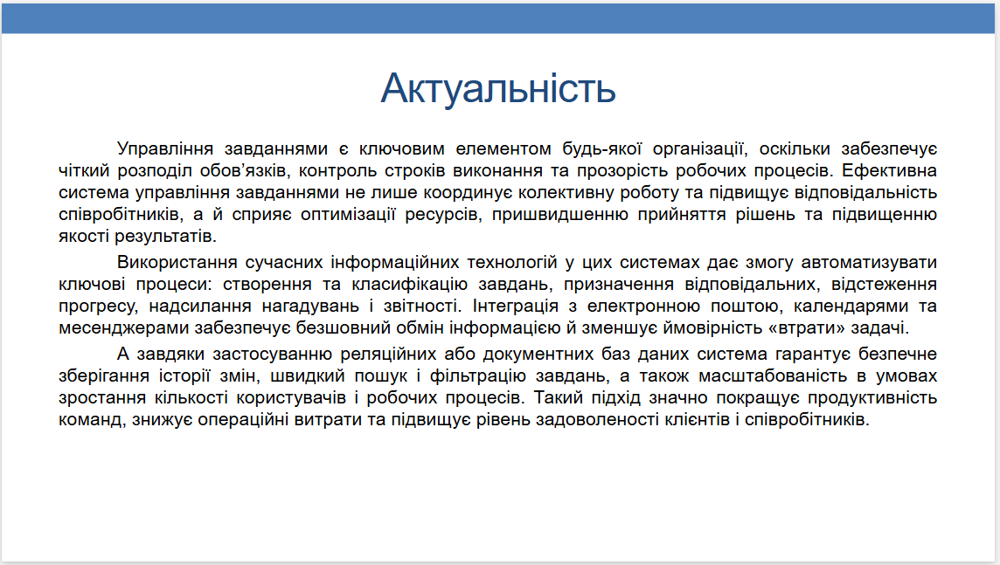 Актуальність
Управління завданнями є ключовим елементом будь-якої організації, оскільки забезпечує
чіткий розподіл обов’язків, контроль строків виконання та прозорість робочих процесів. Ефективна
система управління завданнями не лише координує колективну роботу та підвищує відповідальність
співробітників, а й сприяє оптимізації ресурсів, пришвидшенню прийняття рішень та підвищенню
якості результатів.
Використання сучасних інформаційних технологій у цих системах дає змогу автоматизувати
ключові процеси: створення та класифікацію завдань, призначення відповідальних, відстеження
прогресу, надсилання нагадувань і звітності. Інтеграція з електронною поштою, календарями та
месенджерами забезпечує безшовний обмін інформацією й зменшує ймовірність «втрати» задачі.
А завдяки застосуванню реляційних або документних баз даних система гарантує безпечне
зберігання історії змін, швидкий пошук і фільтрацію завдань, а також масштабованість в умовах
зростання кількості користувачів і робочих процесів. Такий підхід значно покращує продуктивність
команд, знижує операційні витрати та підвищує рівень задоволеності клієнтів і співробітників.